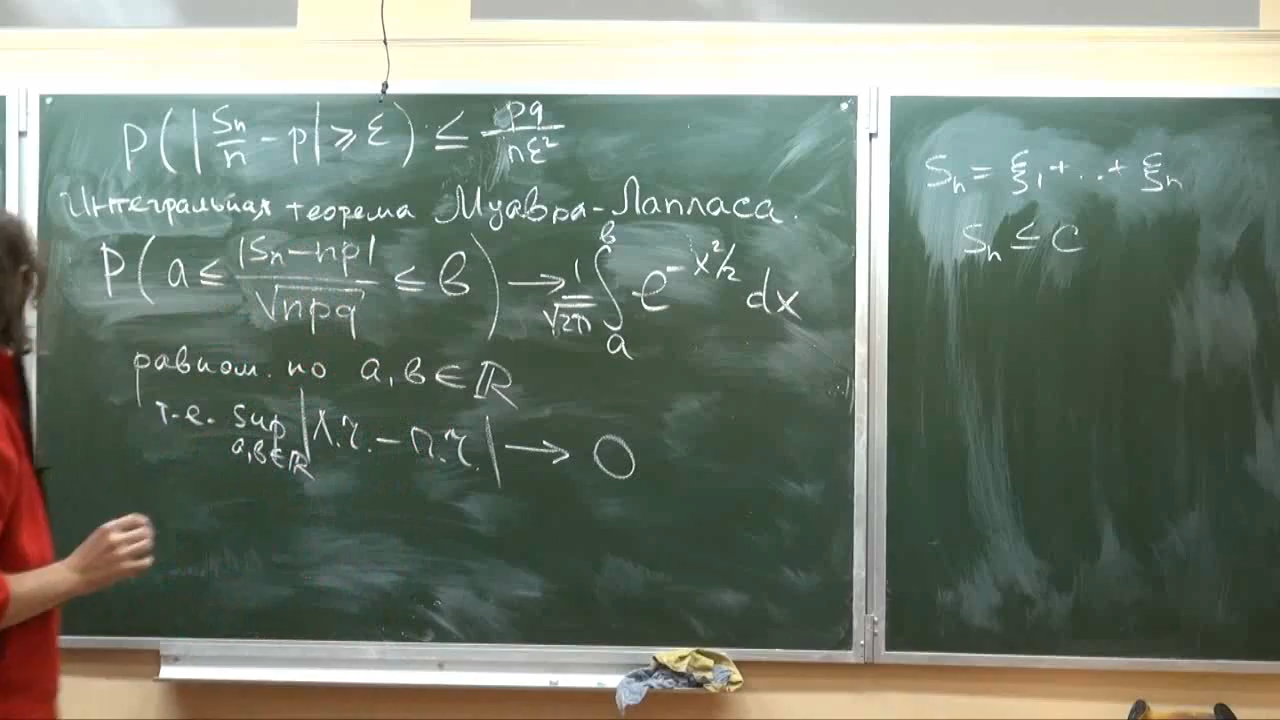 P(|Sn/n - p| ≥ ε) ≤ pq/nε²
Интегральная теорема Муавра-Лапласа.
P(a ≤ |Sn-np|/√npq ≤ b) → 1/√2π ∫ₐᵇ e^(-x²/2) dx
равном. по a, b ∈ ℝ
т.е. sup a,b∈ℝ |л.ч. - п.ч.| → 0
Sn = ξ1 + ... + ξn
Sn ≤ C